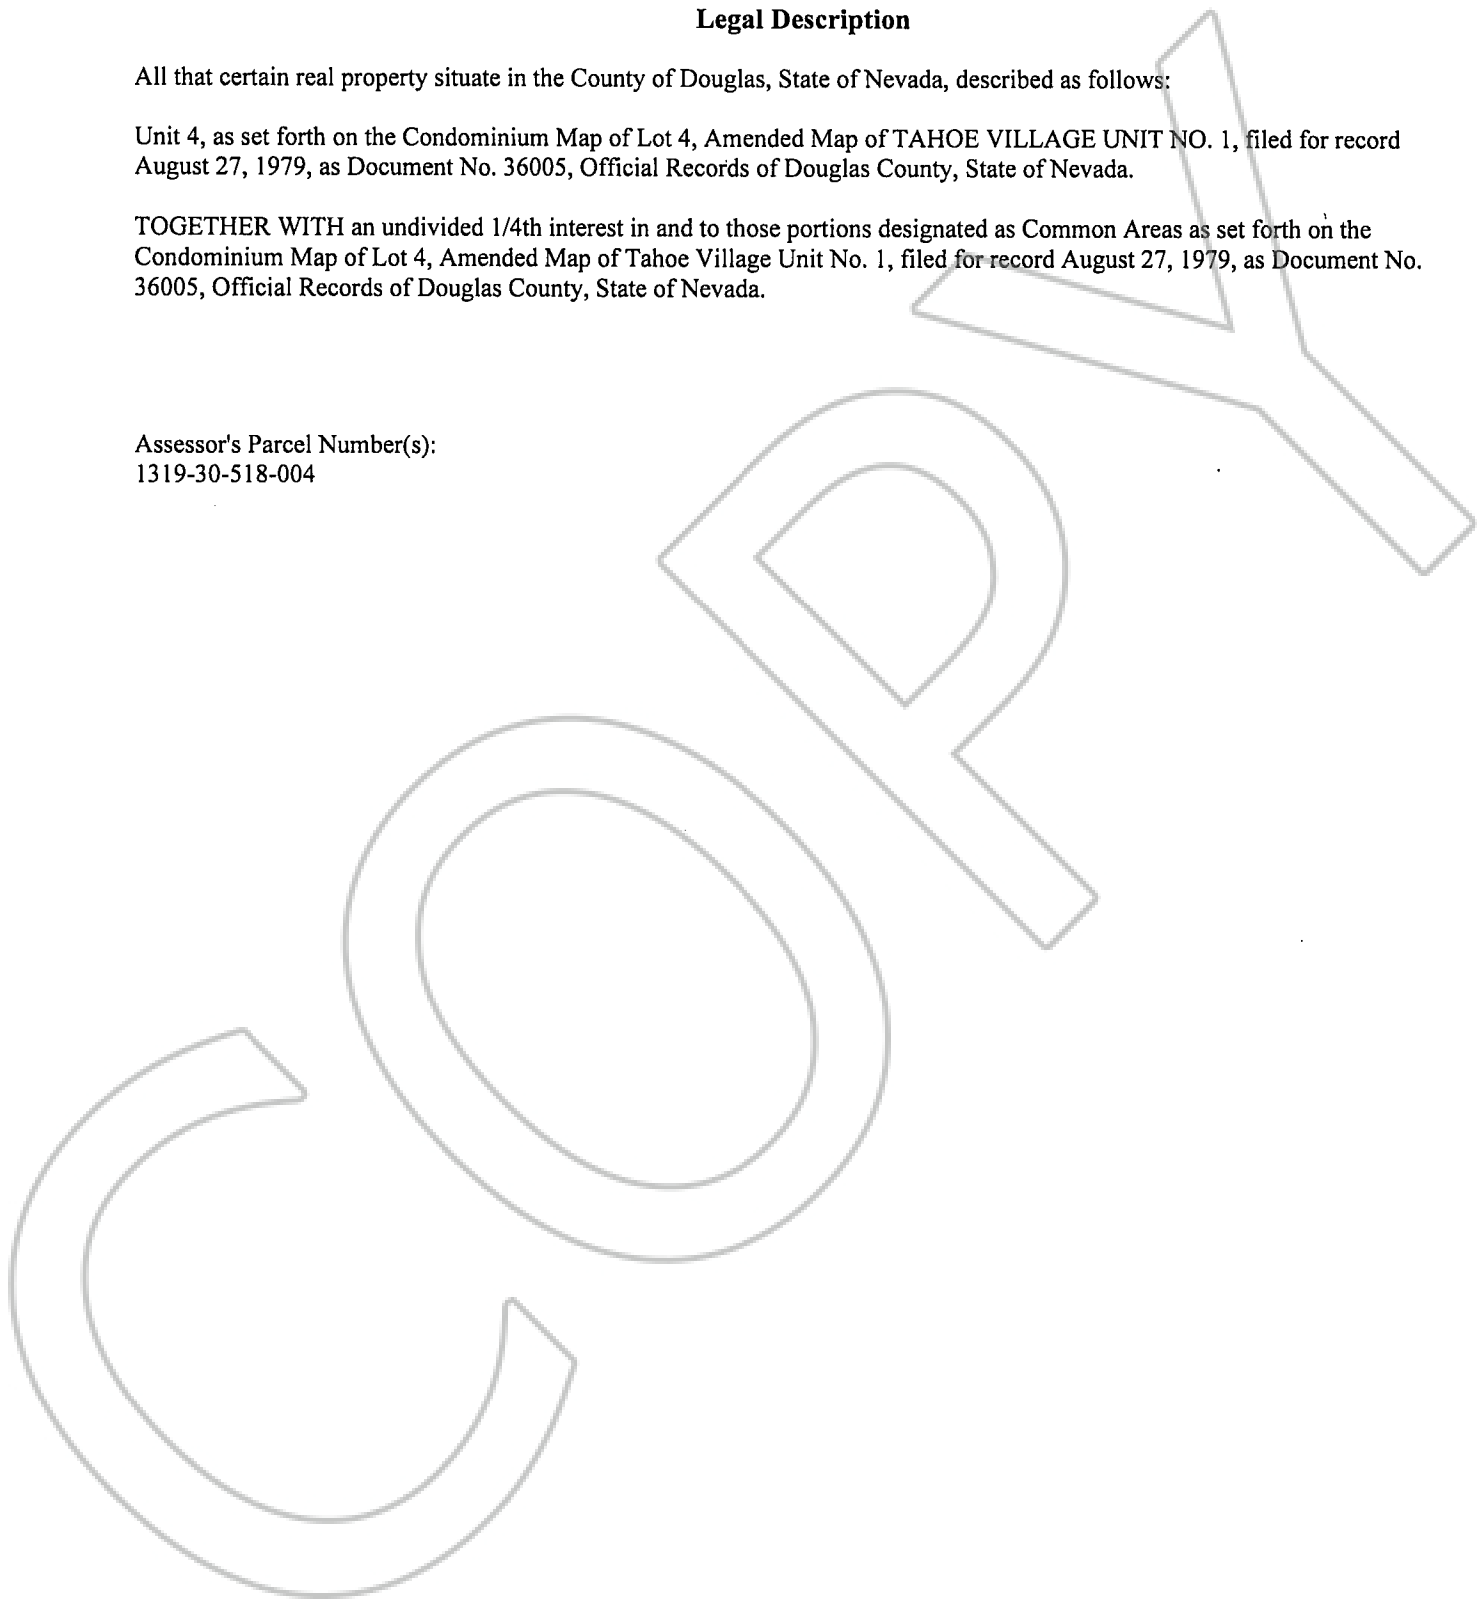 Legal Description
All that certain real property situate in the County of Douglas, State of Nevada, described as follows:
Unit 4, as set forth on the Condominium Map of Lot 4, Amended Map of TAHOE VILLAGE UNIT NO. 1, filed for record
August 27, 1979, as Document No. 36005, Official Records of Douglas County, State of Nevada.
TOGETHER WITH an undivided 1/4th interest in and to those portions designated as Common Areas as set forth on the
Condominium Map of Lot 4, Amended Map of Tahoe Village Unit No. 1, filed for record August 27, 1979, as Document No.
36005, Official Records of Douglas County, State of Nevada.
Assessor's Parcel Number(s):
1319-30-518-004
COPY